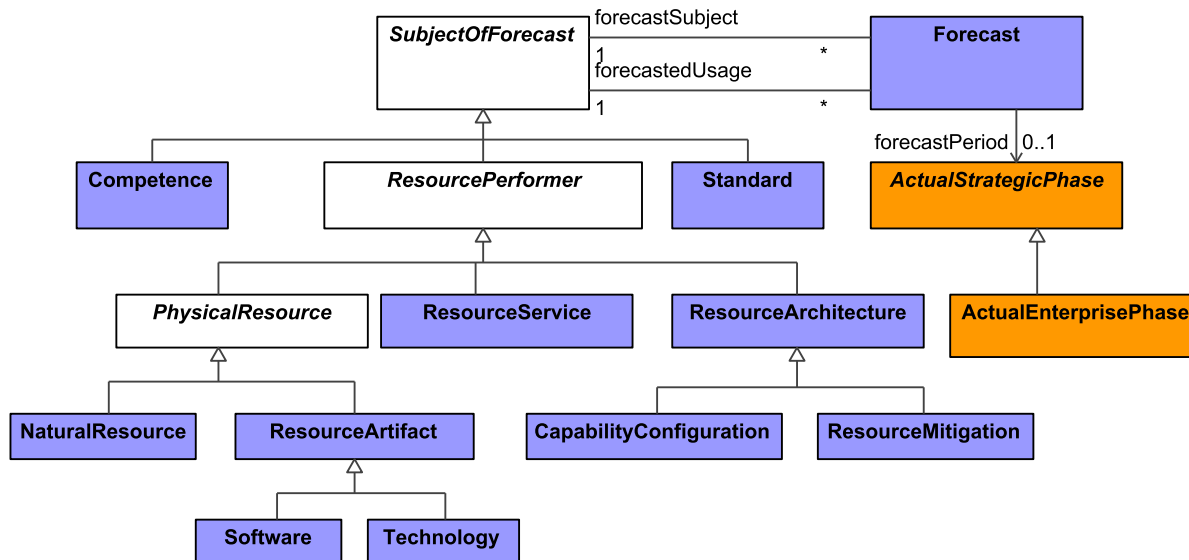 SubjectOfForecast
forecastSubject
Forecast
1
*
forecastedUsage
1
*
forecastPeriod
0..1
Competence
ResourcePerformer
Standard
ActualStrategicPhase
PhysicalResource
ResourceService
ResourceArchitecture
ActualEnterprisePhase
NaturalResource
ResourceArtifact
CapabilityConfiguration
ResourceMitigation
Software
Technology